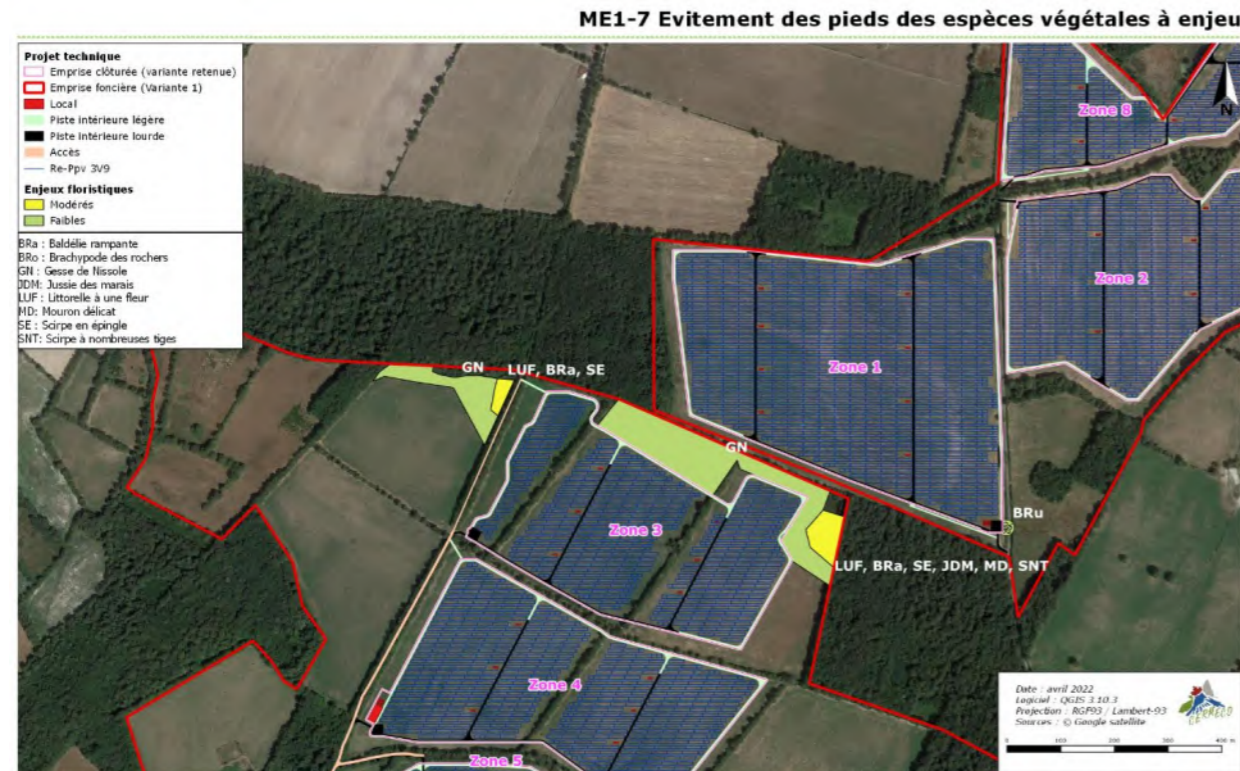 ME1-7 Evitement des pieds des espèces végétales à enjeu
Projet technique
Emprise clôturée (variante retenue)
Emprise foncière (Variante 1)
Local
Piste intérieure légère
Piste intérieure lourde
Accès
Re-Ppv 3V9
Enjeux floristiques
Modérés
Faibles
BRa : Baldélie rampante
BRo : Brachypode des rochers
GN : Gesse de Nissole
JDM: Jussie des marais
LUF : Littorelle à une fleur
MD: Mouron délicat
SE : Scirpe en épingle
SNT: Scirpe à nombreuses tiges
N
Zone 8
Zone 2
Zone 1
GN
LUF, BRa, SE
GN
BRu
Zone 3
LUF, BRa, SE, JDM, MD, SNT
Zone 4
Zone 5
Date : avril 2022
Logiciel : QGIS 3.10.3
Projection : RGF93 / Lambert-93
Sources : © Google satellite
0 100 200 300 400 m